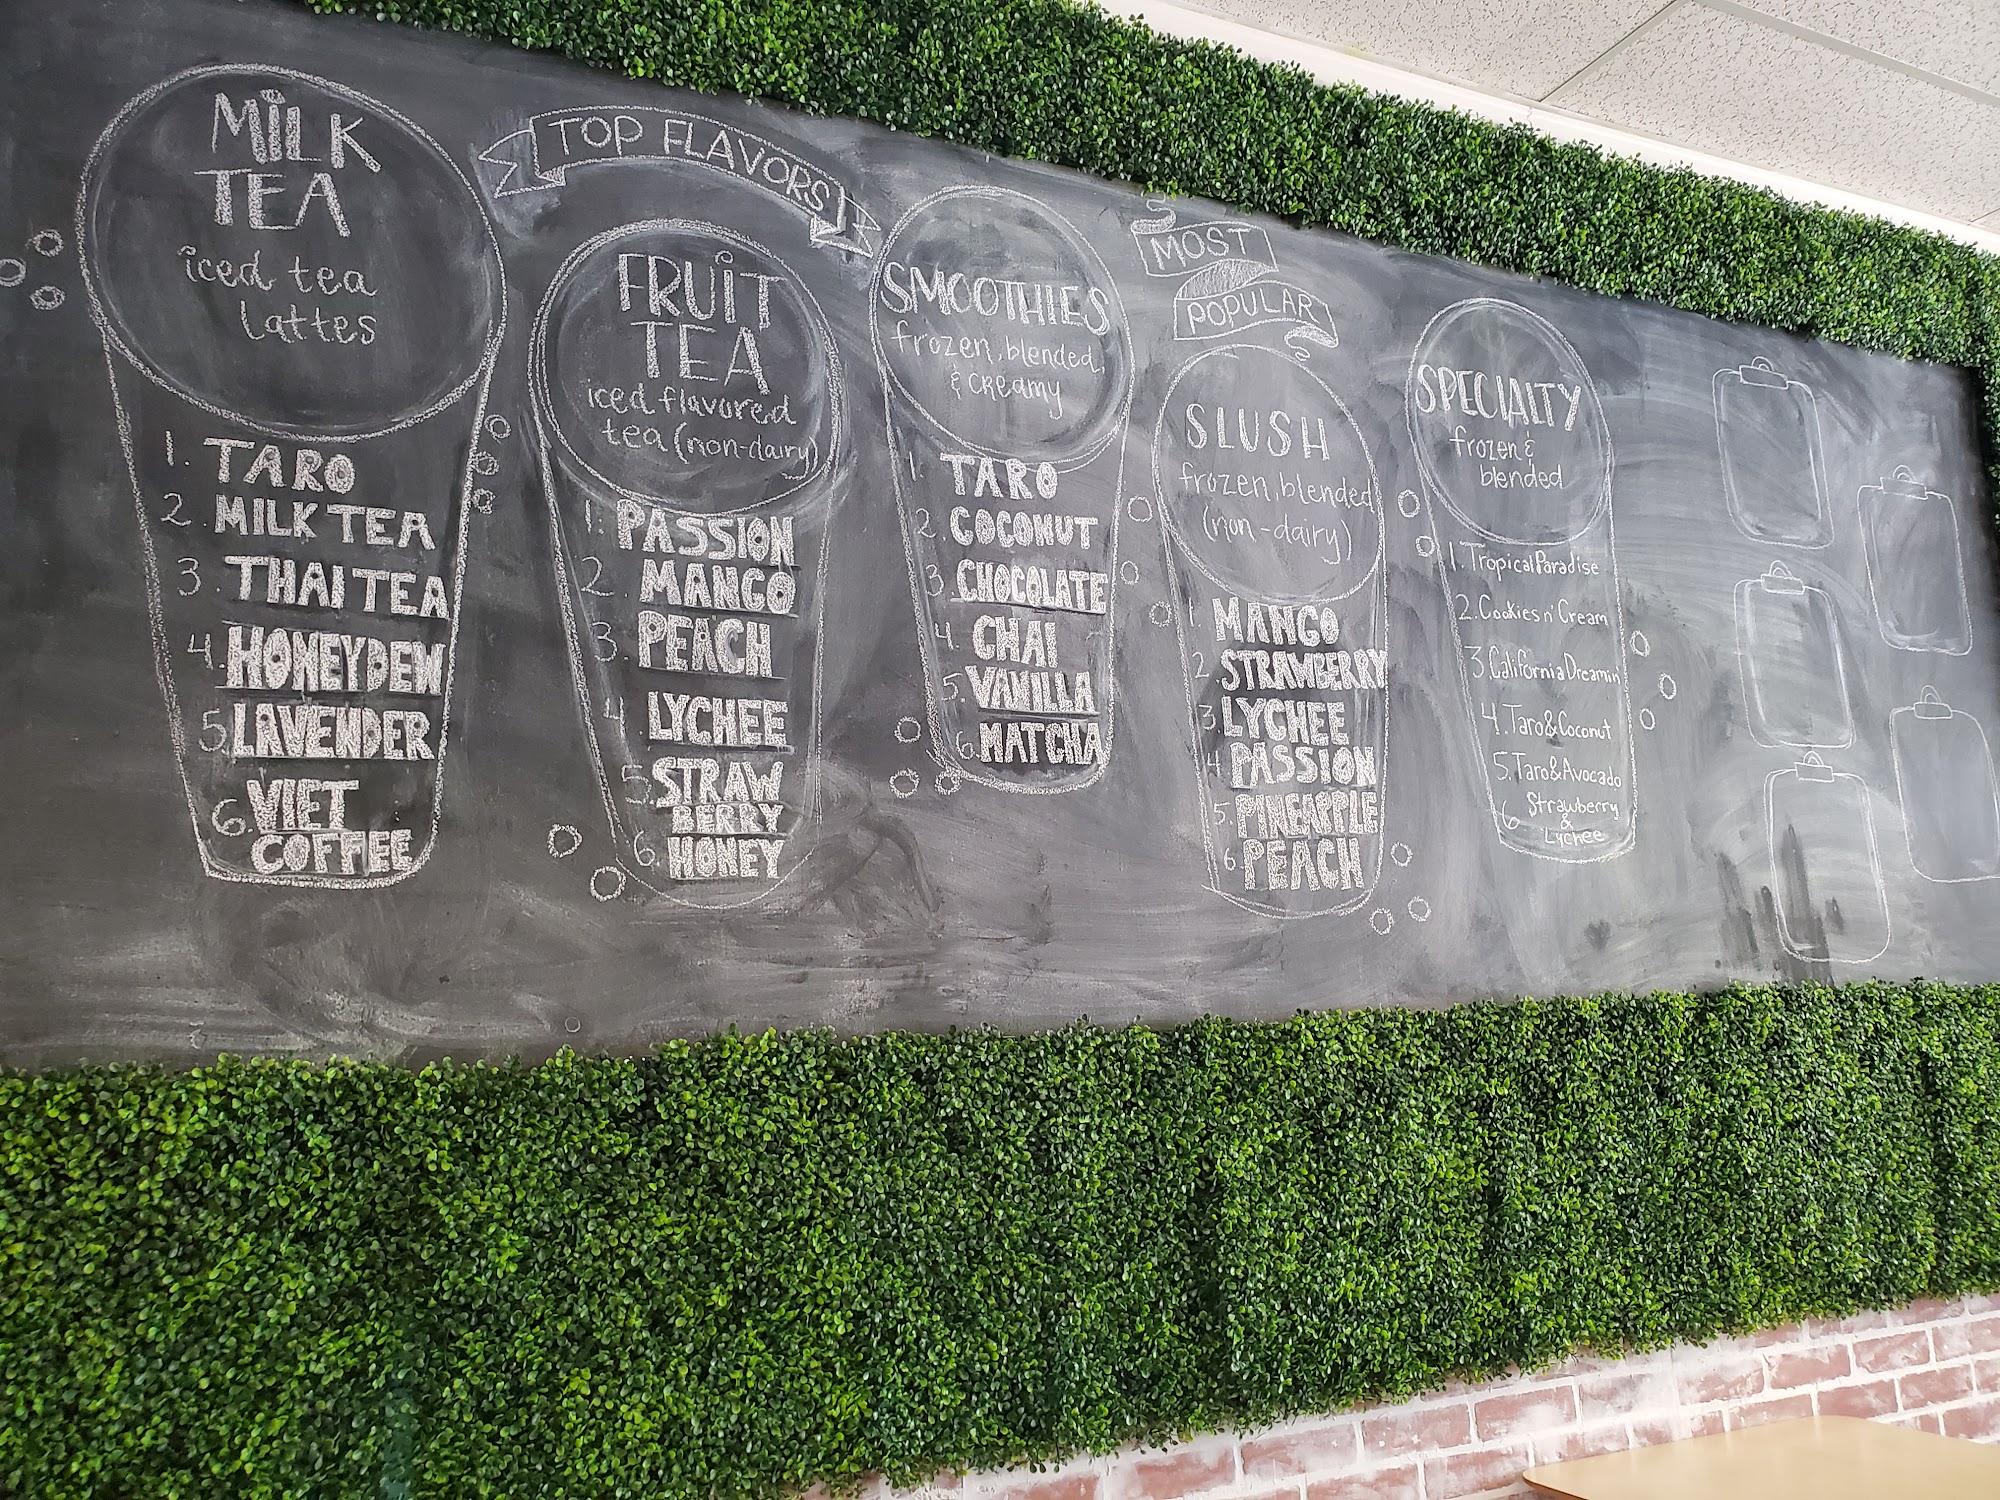 MILK
TEA
iced tea
lattes
1. TARO
2. MILK TEA
3. THAI TEA
4. HONEYDEW
5. LAVENDER
6. VIET
COFFEE
TOP FLAVORS
FRUIT
TEA
iced flavored
tea (non-dairy)
1. PASSION
2. MANGO
3. PEACH
4. LYCHEE
5. STRAW
BERRY
6. HONEY
SMOOTHIES
frozen, blended,
& creamy
1. TARO
2. COCONUT
3. CHOCOLATE
4. CHAI
5. VANILLA
6. MATCHA
MOST
POPULAR
SLUSH
frozen, blended
(non-dairy)
1. MANGO
2. STRAWBERRY
3. LYCHEE
4. PASSION
5. PINEAPPLE
6. PEACH
SPECIALTY
frozen &
blended
1. Tropical Paradise
2. Cookies n' Cream
3. California Dreamin'
4. Taro & Coconut
5. Taro & Avocado
6 Strawberry
&
Lychee